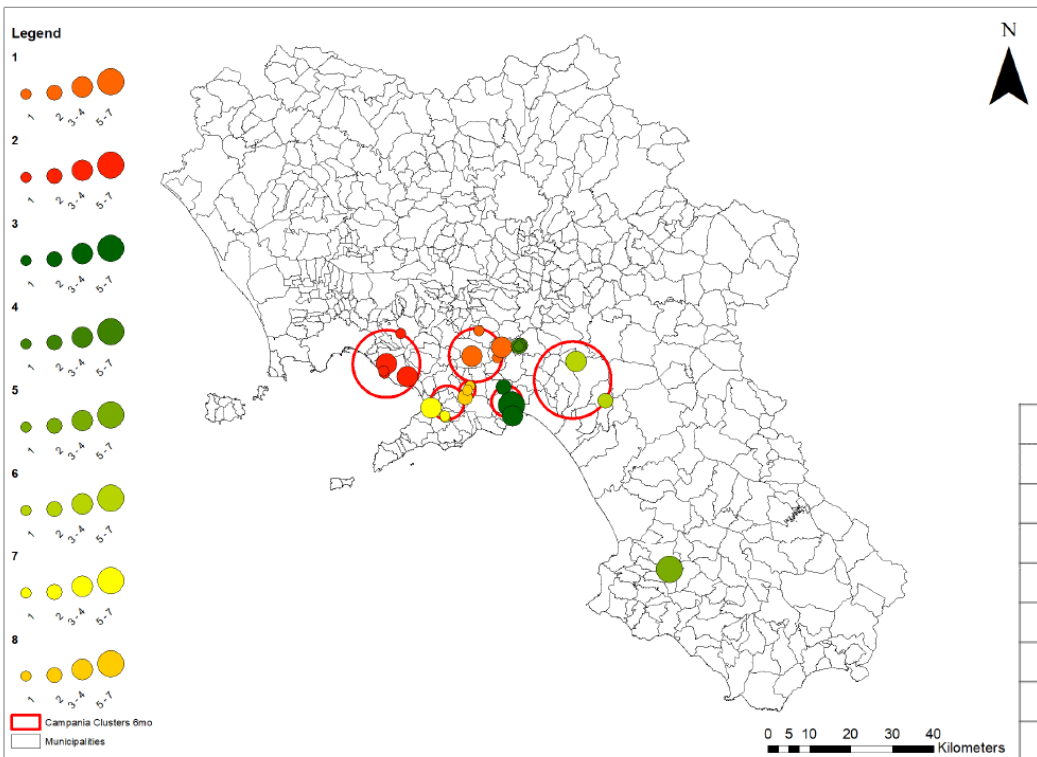 Legend
N
1
1 2 3 - 4 5 - 7
2
1 2 3 - 4 5 - 7
3
1 2 3 - 4 5 - 7
4
1 2 3 - 4 5 - 7
5
1 2 3 - 4 5 - 7
6
1 2 3 - 4 5 - 7
7
1 2 3 - 4 5 - 7
8
1 2 3 - 4 5 - 7
Campania Clusters 6mo
Municipalities
0 5 10 20 30 40
Kilometers